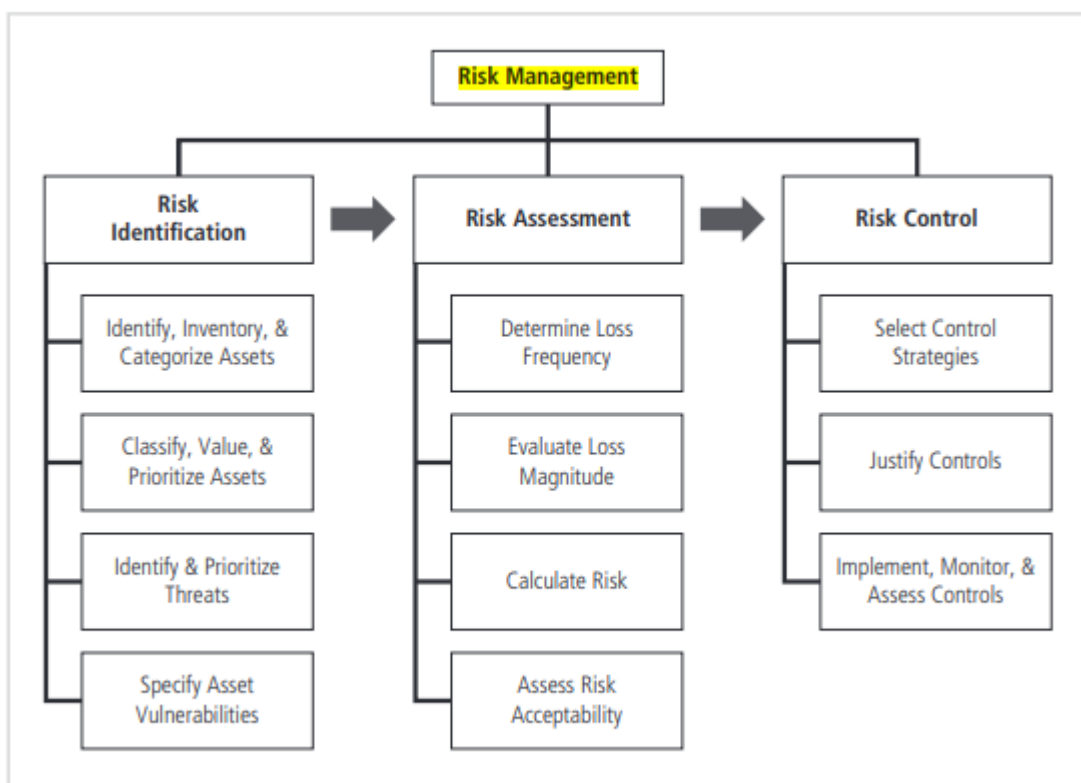 Risk Management
Risk
Identification
Identify, Inventory, &
Categorize Assets
Classify, Value, &
Prioritize Assets
Identify & Prioritize
Threats
Specify Asset
Vulnerabilities
Risk Assessment
Determine Loss
Frequency
Evaluate Loss
Magnitude
Calculate Risk
Assess Risk
Acceptability
Risk Control
Select Control
Strategies
Justify Controls
Implement, Monitor, &
Assess Controls